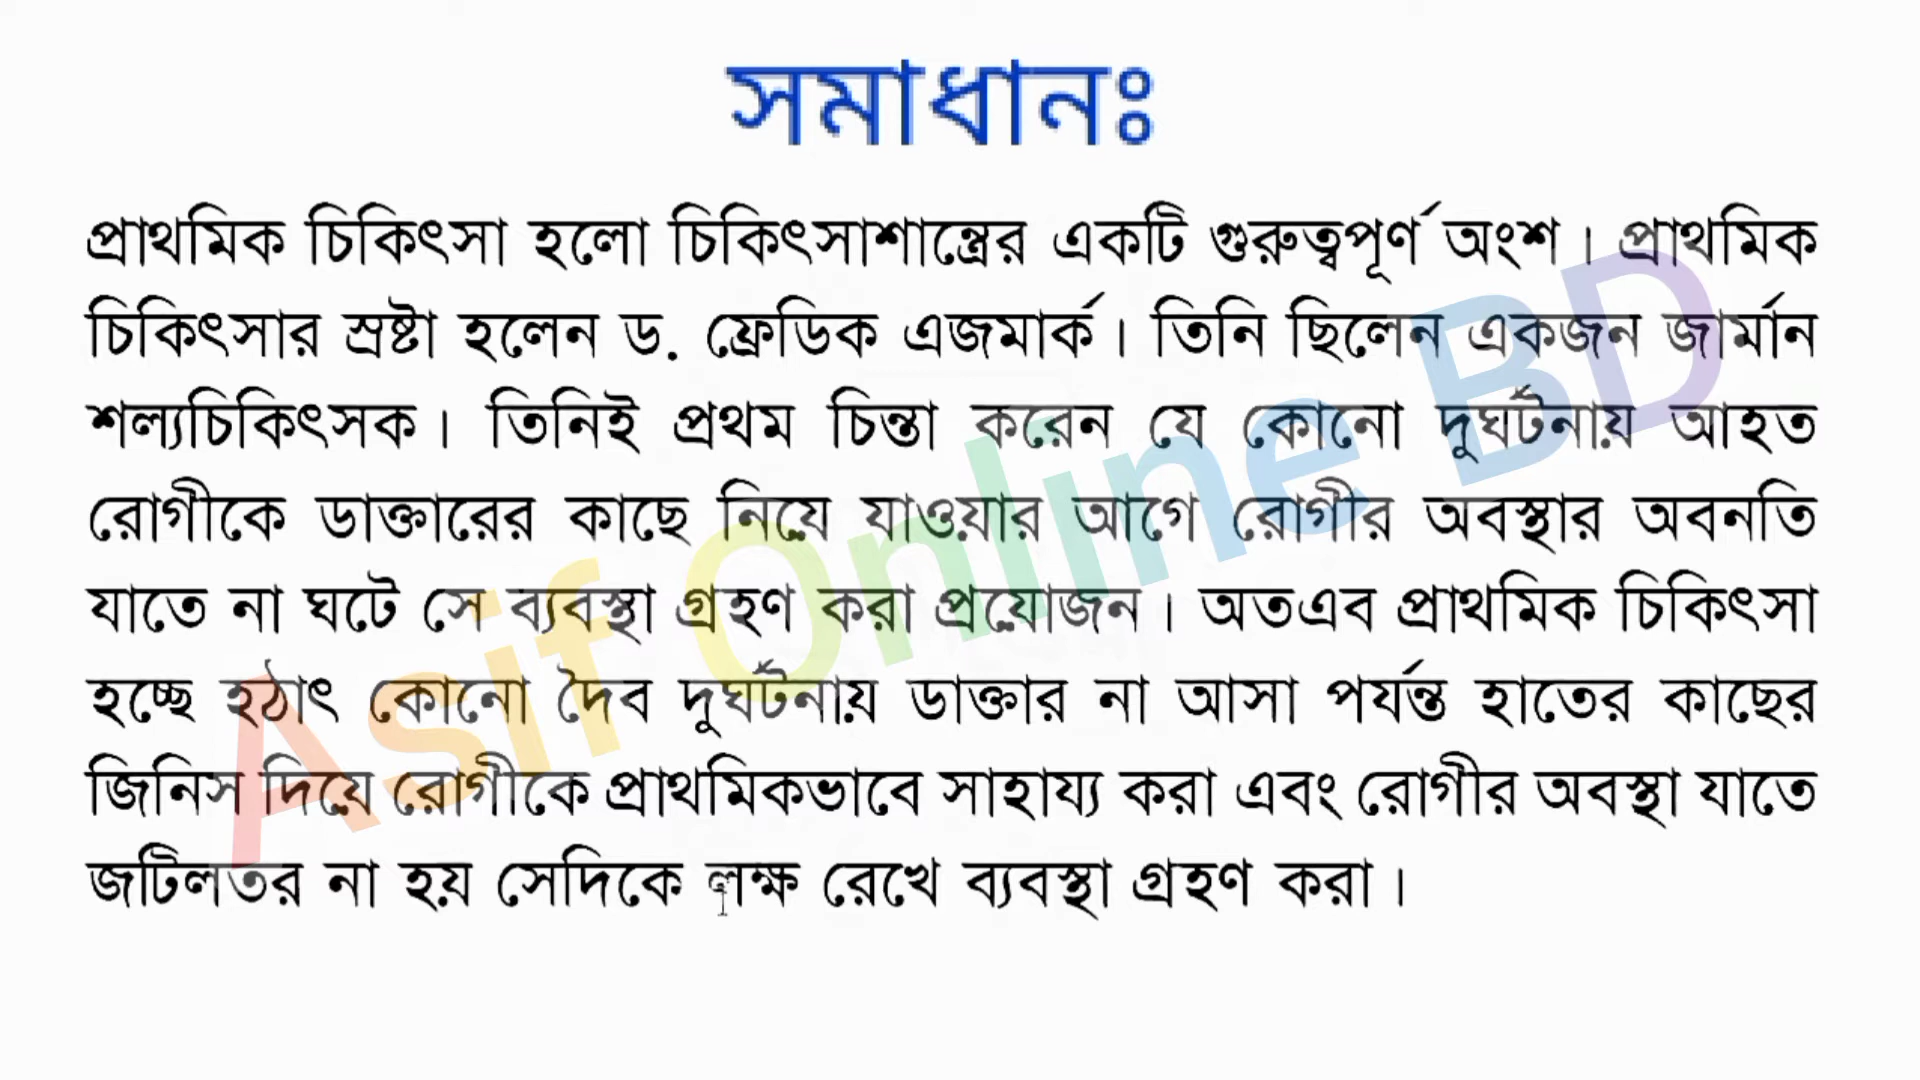 সমাধানঃ
প্রাথমিক চিকিৎসা হলো চিকিৎসাশাস্ত্রের একটি গুরুত্বপূর্ণ অংশ। প্রাথমিক
চিকিৎসার স্রষ্টা হলেন ড. ফ্রেডিক এজমার্ক। তিনি ছিলেন একজন জার্মান
শল্যচিকিৎসক। তিনিই প্রথম চিন্তা করেন যে কোনো দুর্ঘটনায় আহত
রোগীকে ডাক্তারের কাছে নিয়ে যাওয়ার আগে রোগীর অবস্থার অবনতি
যাতে না ঘটে সে ব্যবস্থা গ্রহণ করা প্রয়োজন। অতএব প্রাথমিক চিকিৎসা
হচ্ছে হঠাৎ কোনো দৈব দুর্ঘটনায় ডাক্তার না আসা পর্যন্ত হাতের কাছের
জিনিস দিয়ে রোগীকে প্রাথমিকভাবে সাহায্য করা এবং রোগীর অবস্থা যাতে
জটিলতর না হয় সেদিকে লক্ষ রেখে ব্যবস্থা গ্রহণ করা।
Asif Online BD